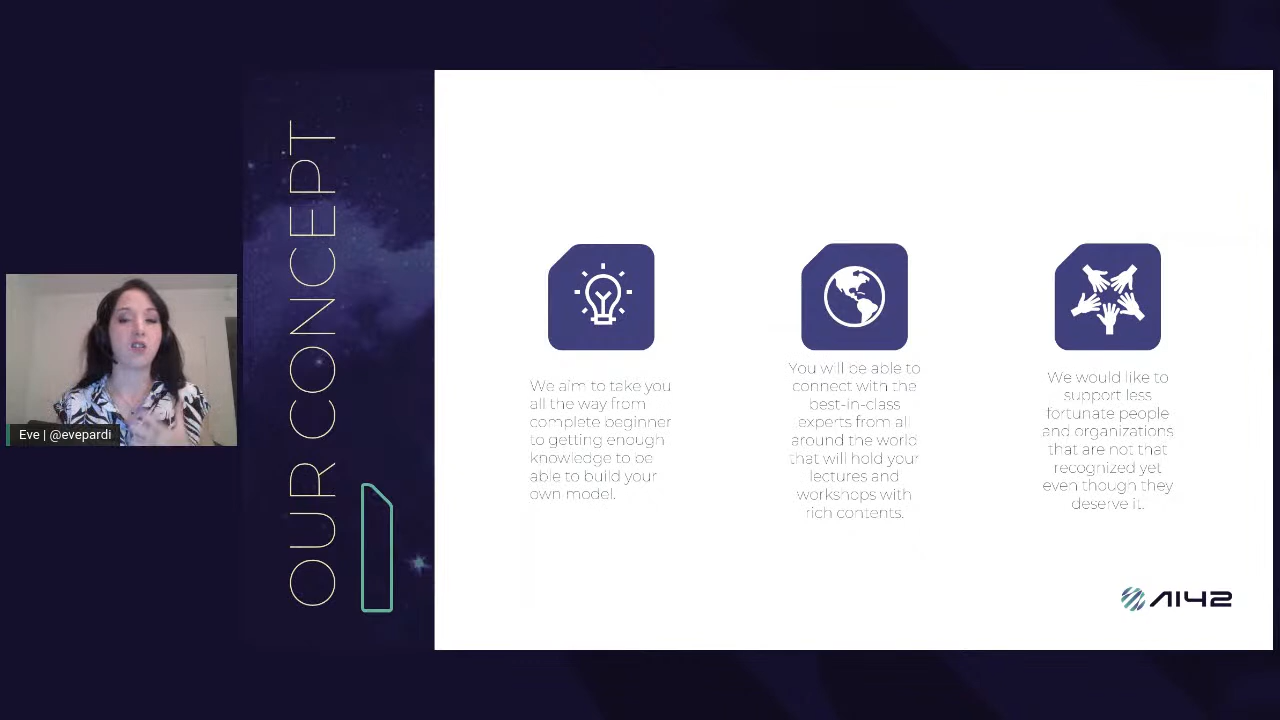 OUR CONCEPT
We aim to take you
all the way from
complete beginner
to getting enough
knowledge to be
able to build your
own model.
You will be able to
connect with the
best-in-class
experts from all
around the world
that will hold your
lectures and
workshops with
rich contents.
We would like to
support less
fortunate people
and organizations
that are not that
recognized yet
even though they
deserve it.
Eve | @evepardi
AI42